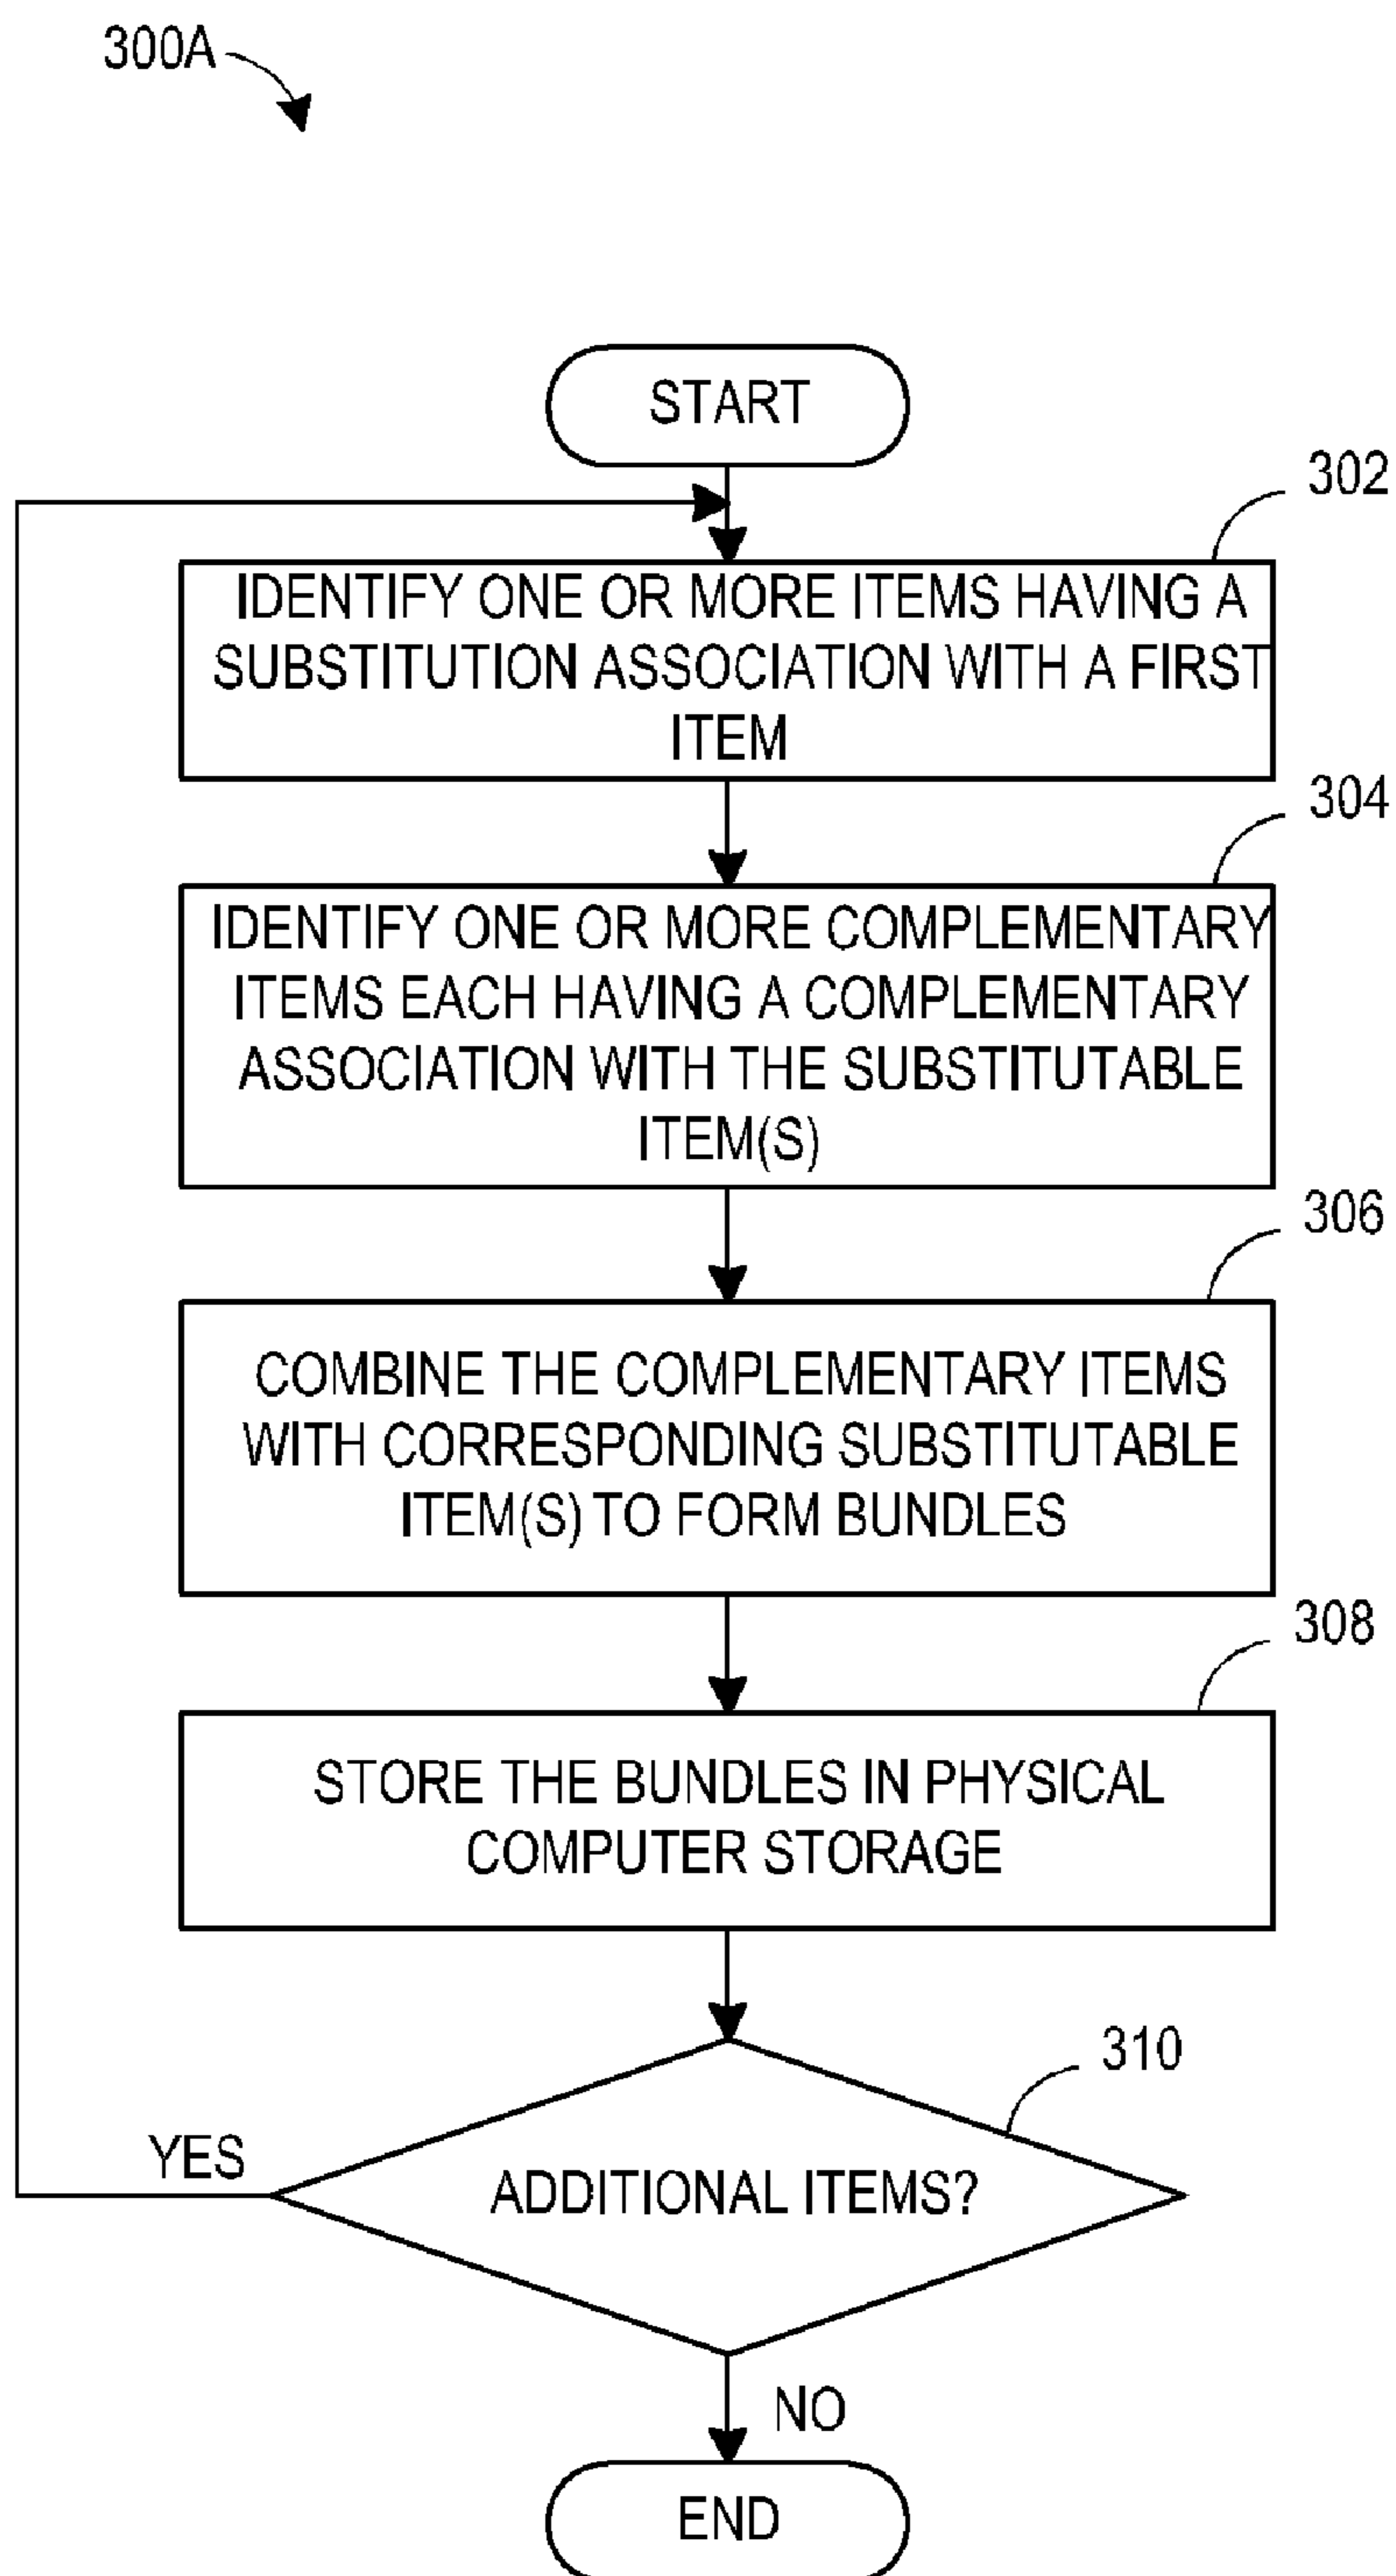 300A
START
302
IDENTIFY ONE OR MORE ITEMS HAVING A
SUBSTITUTION ASSOCIATION WITH A FIRST
ITEM
304
IDENTIFY ONE OR MORE COMPLEMENTARY
ITEMS EACH HAVING A COMPLEMENTARY
ASSOCIATION WITH THE SUBSTITUTABLE
ITEM(S)
306
COMBINE THE COMPLEMENTARY ITEMS
WITH CORRESPONDING SUBSTITUTABLE
ITEM(S) TO FORM BUNDLES
308
STORE THE BUNDLES IN PHYSICAL
COMPUTER STORAGE
310
YES
ADDITIONAL ITEMS?
NO
END